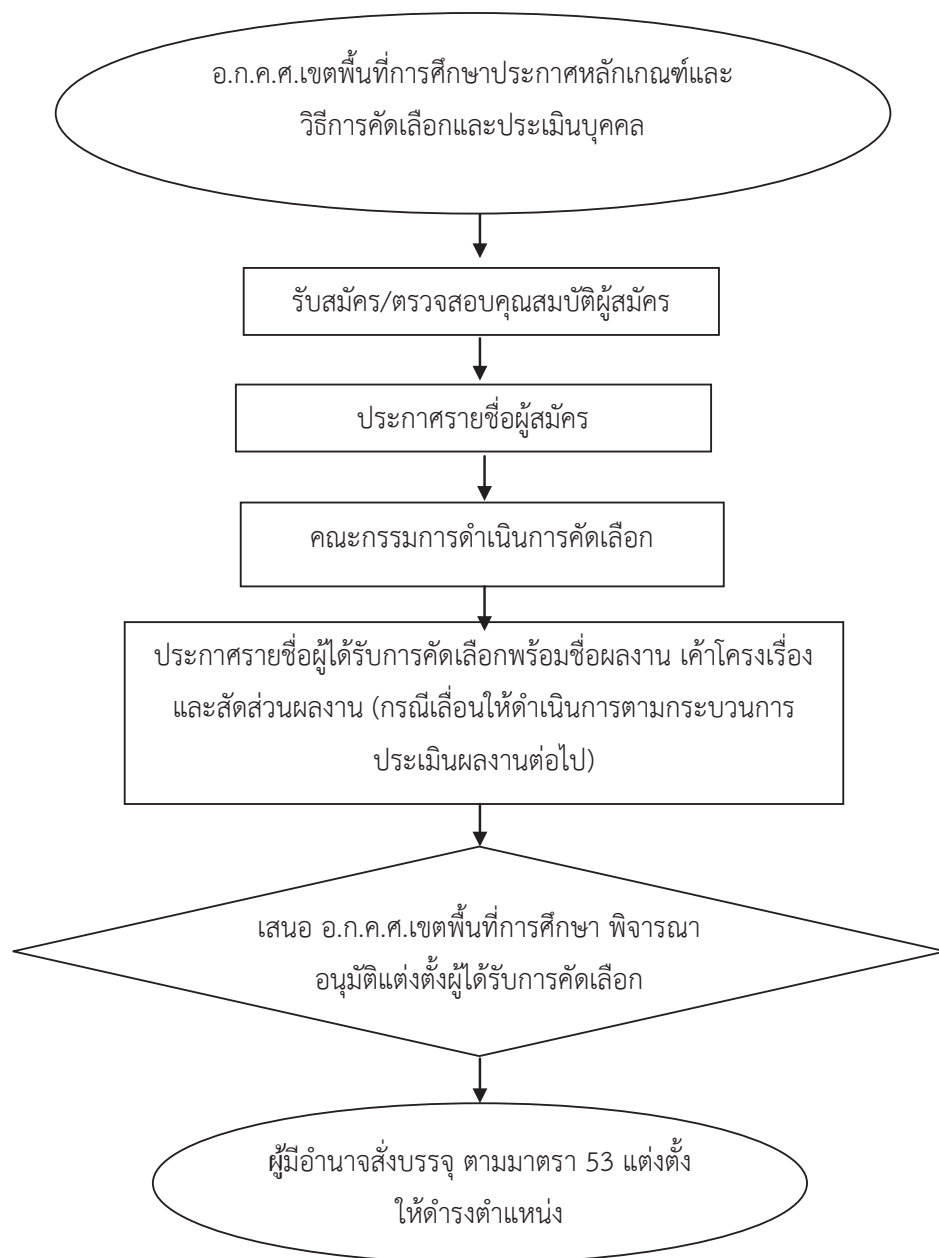 อ.ก.ค.ศ.เขตพื้นที่การศึกษาประกาศหลักเกณฑ์และ
วิธีการคัดเลือกและประเมินบุคคล
รับสมัคร/ตรวจสอบคุณสมบัติผู้สมัคร
ประกาศรายชื่อผู้สมัคร
คณะกรรมการดำเนินการคัดเลือก
ประกาศรายชื่อผู้ได้รับการคัดเลือกพร้อมชื่อผลงาน เค้าโครงเรื่อง
และสัดส่วนผลงาน (กรณีเลื่อนให้ดำเนินการตามกระบวนการ
ประเมินผลงานต่อไป)
เสนอ อ.ก.ค.ศ.เขตพื้นที่การศึกษา พิจารณา
อนุมัติแต่งตั้งผู้ได้รับการคัดเลือก
ผู้มีอำนาจสั่งบรรจุ ตามมาตรา 53 แต่งตั้ง
ให้ดำรงตำแหน่ง